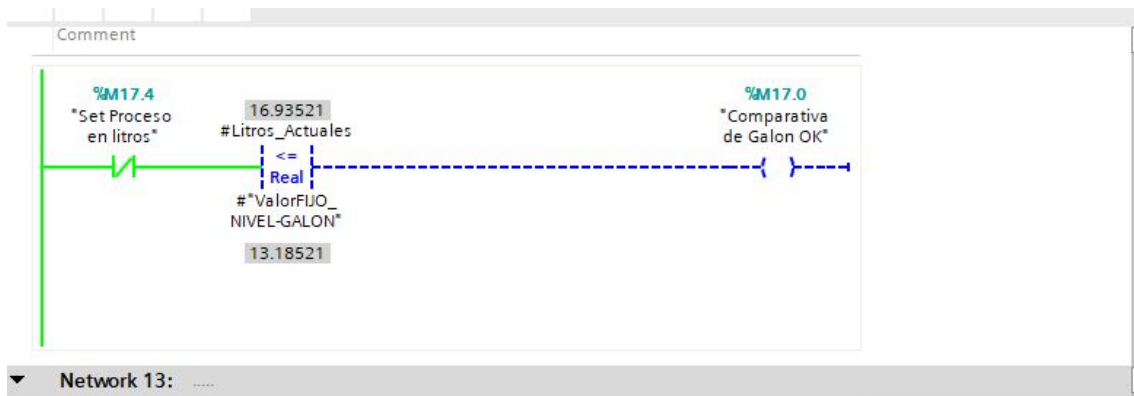 Comment
%M17.4
"Set Proceso
en litros"
16.93521
#Litros_Actuales
<=
Real
#"ValorFIJO_
NIVEL-GALON"
13.18521
%M17.0
"Comparativa
de Galon OK"
Network 13: .....